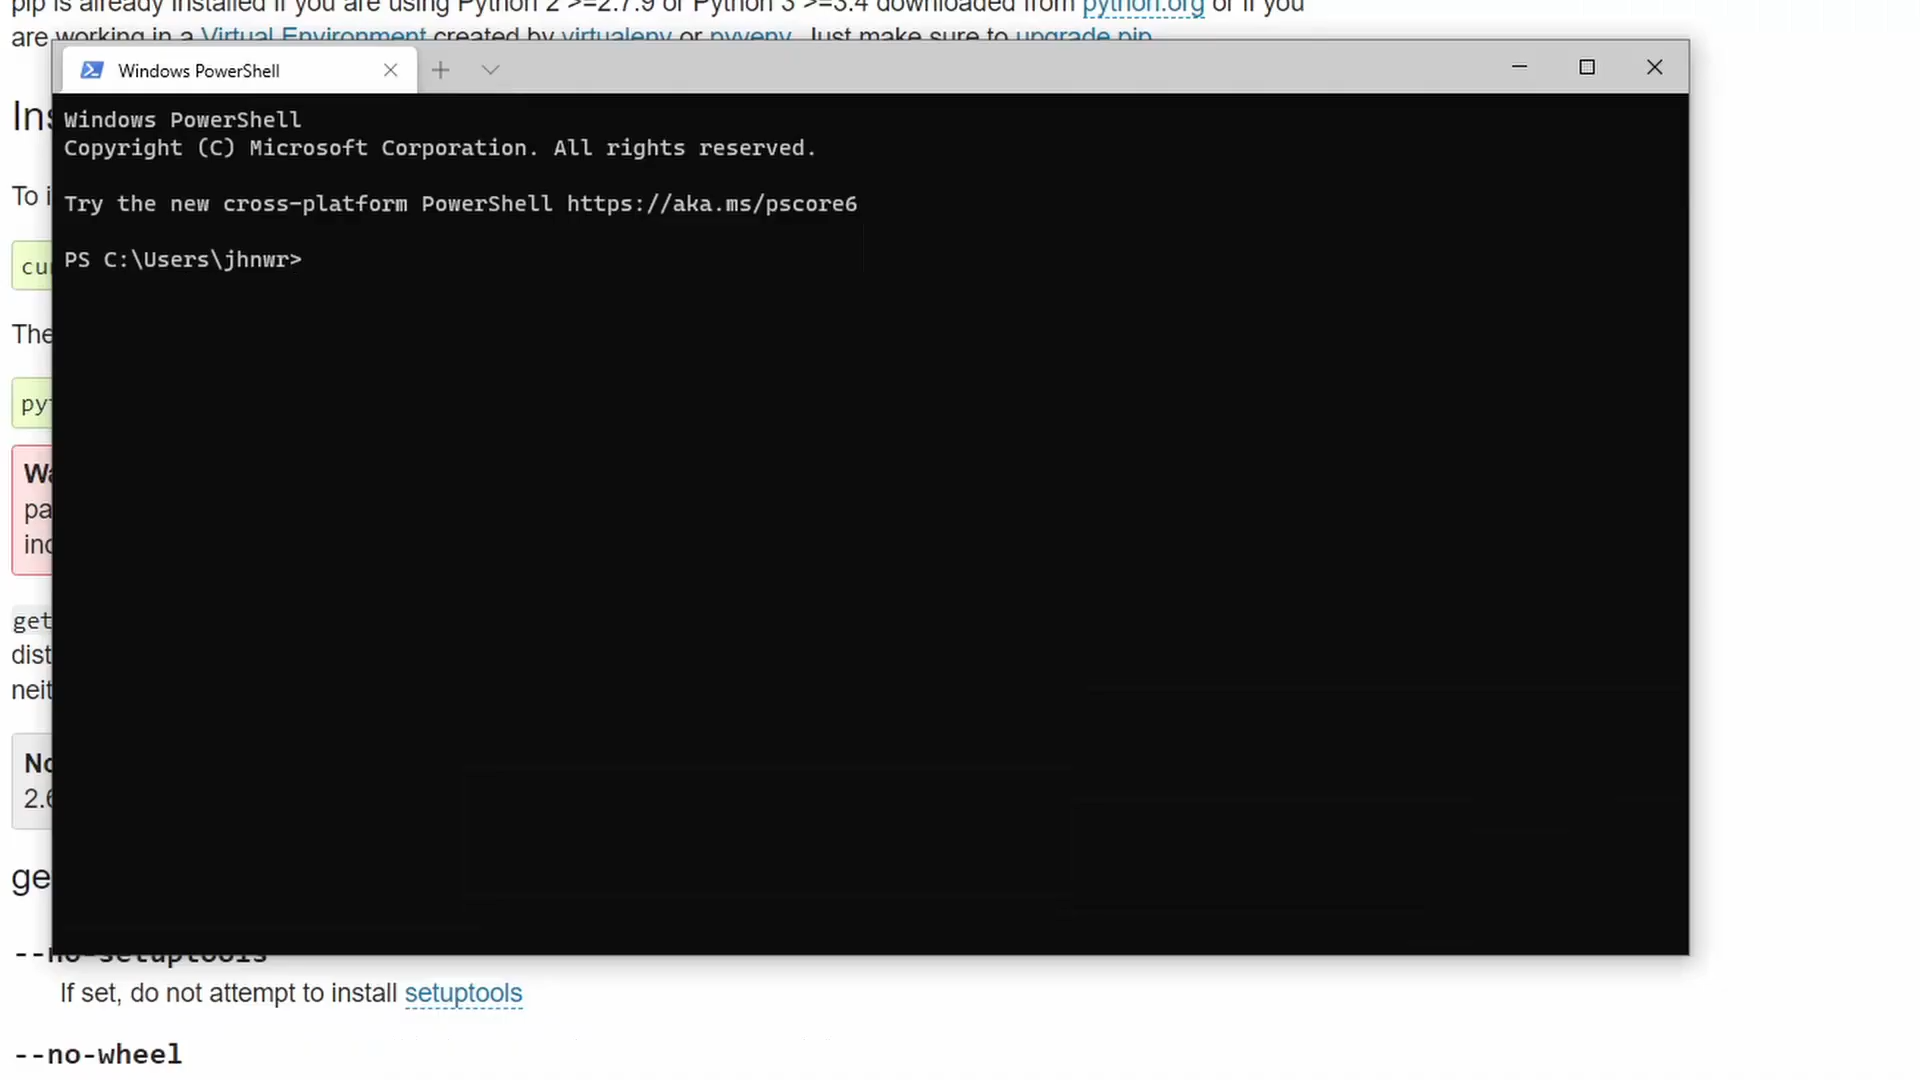 pip is already installed if you are using Python 2 >=2.7.9 or Python 3 >=3.4 downloaded from python.org or if you
are working in a Virtual Environment created by virtualenv or pyvenv. Just make sure to upgrade pip.
Windows PowerShell
Windows PowerShell
Copyright (C) Microsoft Corporation. All rights reserved.
Try the new cross-platform PowerShell https://aka.ms/pscore6
PS C:\Users\jhnwr>
Ins
To i
cur
The
pyt
Wa
pa
inc
get
dist
neit
No
2.6
ge
--no-setuptools
If set, do not attempt to install setuptools
--no-wheel